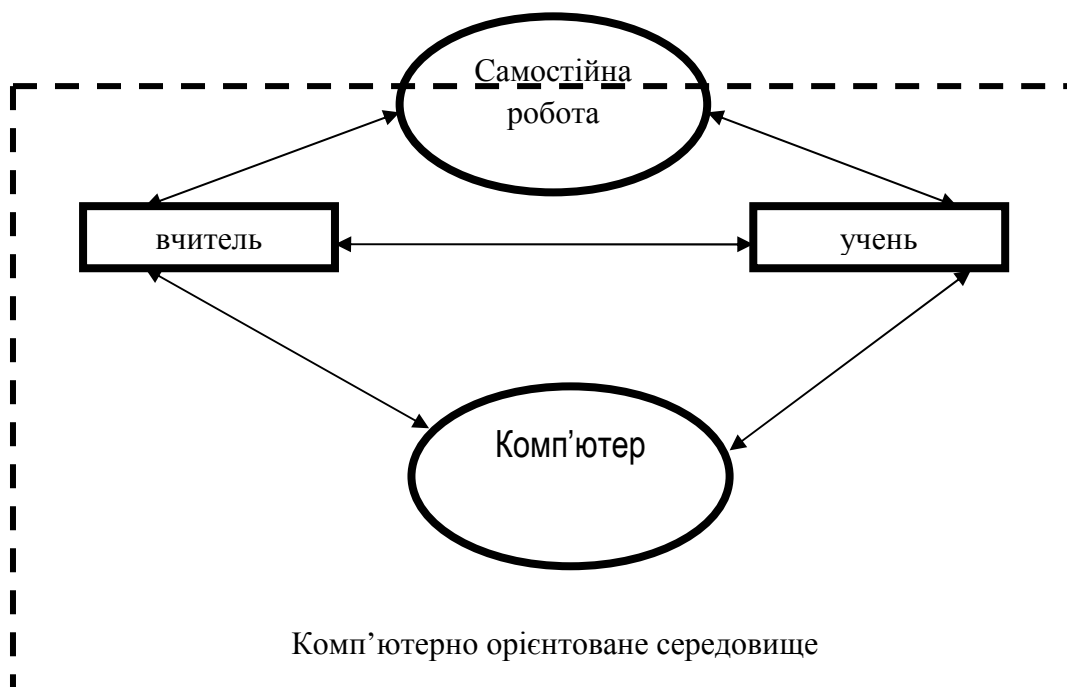 Самостійна
робота
вчитель
учень
Комп’ютер
Комп’ютерно орієнтоване середовище